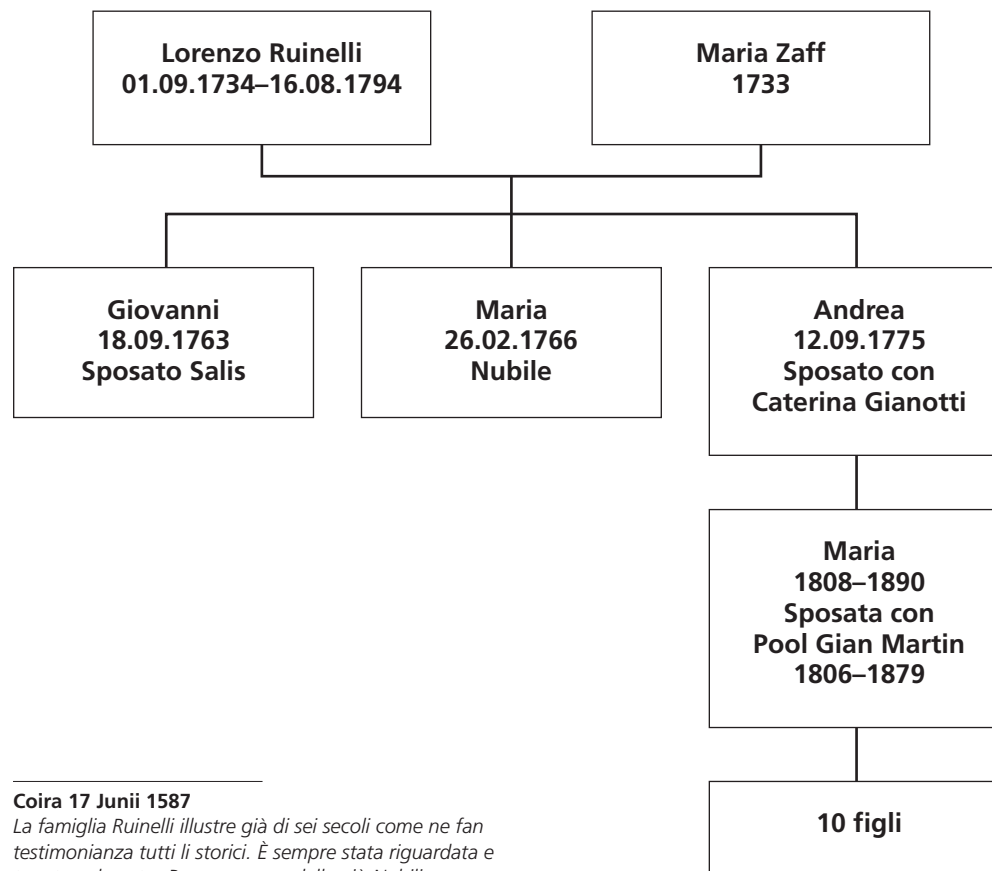 Lorenzo Ruinelli
01.09.1734–16.08.1794
Maria Zaff
1733
Giovanni
18.09.1763
Sposato Salis
Maria
26.02.1766
Nubile
Andrea
12.09.1775
Sposato con
Caterina Gianotti
Maria
1808–1890
Sposata con
Pool Gian Martin
1806–1879
10 figli
Coira 17 Junii 1587
La famiglia Ruinelli illustre già di sei secoli come ne fan
testimonianza tutti li storici. È sempre stata riguardata e